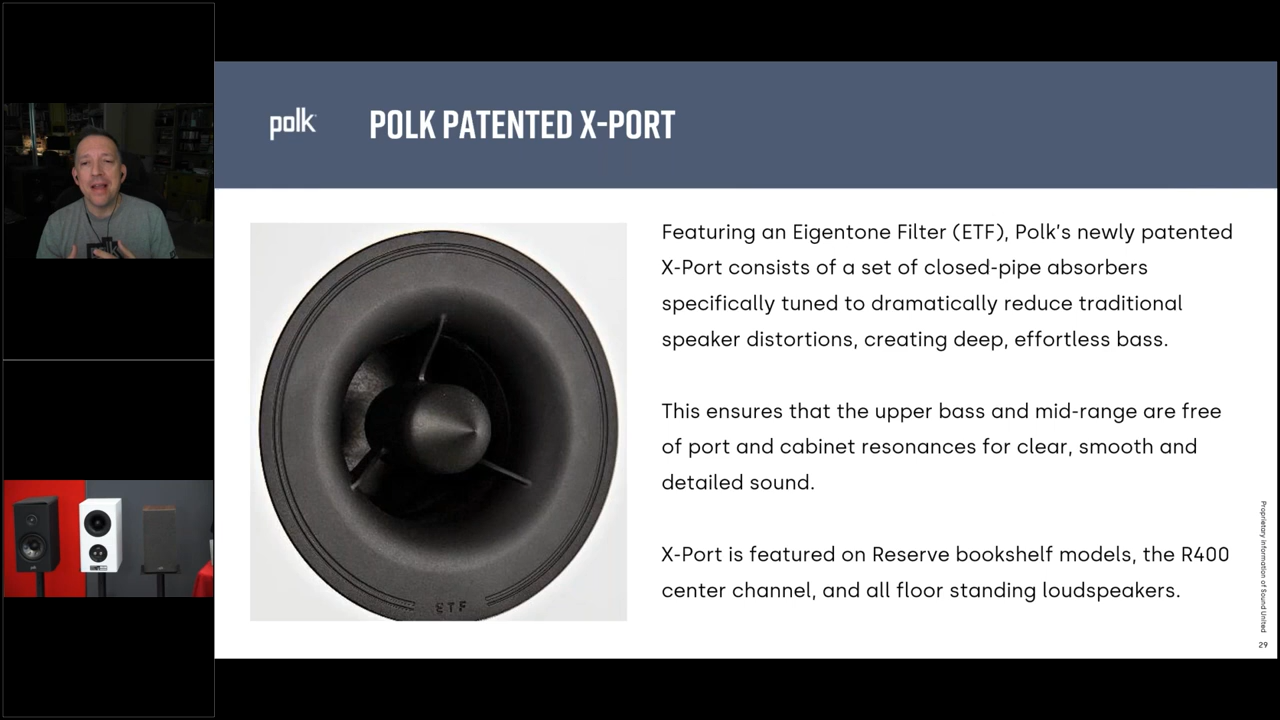 polk
POLK PATENTED X-PORT
Featuring an Eigentone Filter (ETF), Polk's newly patented
X-Port consists of a set of closed-pipe absorbers
specifically tuned to dramatically reduce traditional
speaker distortions, creating deep, effortless bass.
This ensures that the upper bass and mid-range are free
of port and cabinet resonances for clear, smooth and
detailed sound.
X-Port is featured on Reserve bookshelf models, the R400
center channel, and all floor standing loudspeakers.
ETF
Proprietary Information of Sound United
29